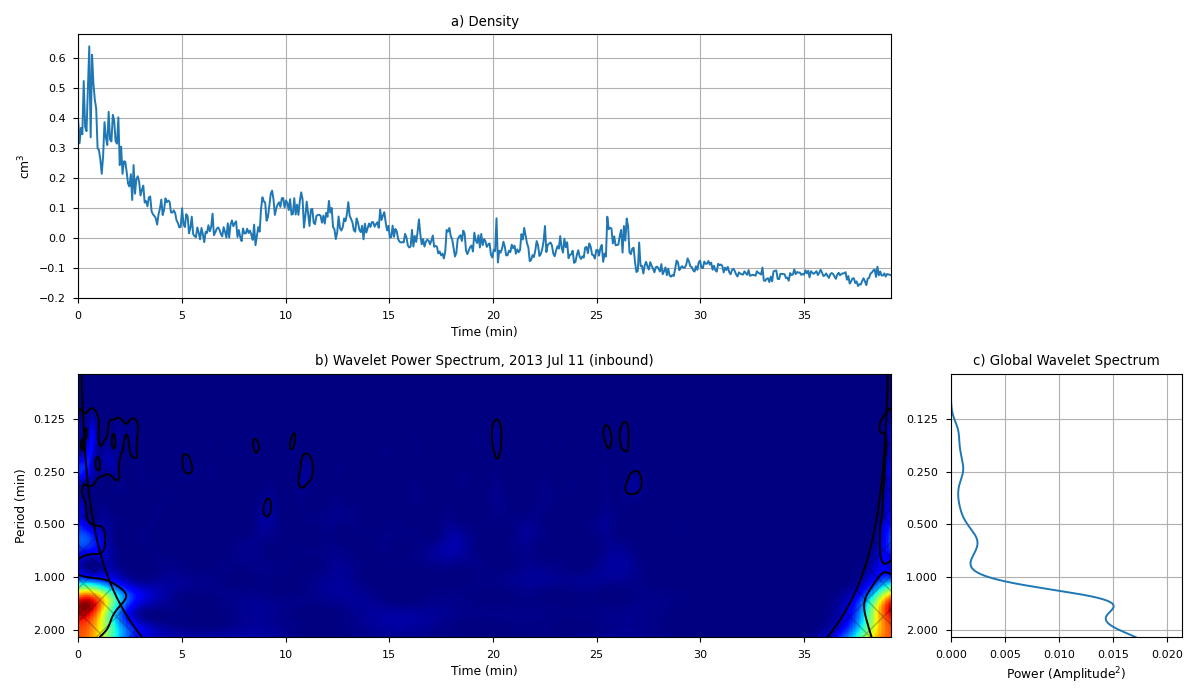 a) Density
cm³
0.6
0.5
0.4
0.3
0.2
0.1
0.0
−0.1
−0.2
0 5 10 15 20 25 30 35
Time (min)
b) Wavelet Power Spectrum, 2013 Jul 11 (inbound)
Period (min)
0.125
0.250
0.500
1.000
2.000
0 5 10 15 20 25 30 35
Time (min)
c) Global Wavelet Spectrum
0.125
0.250
0.500
1.000
2.000
0.000 0.005 0.010 0.015 0.020
Power (Amplitude²)